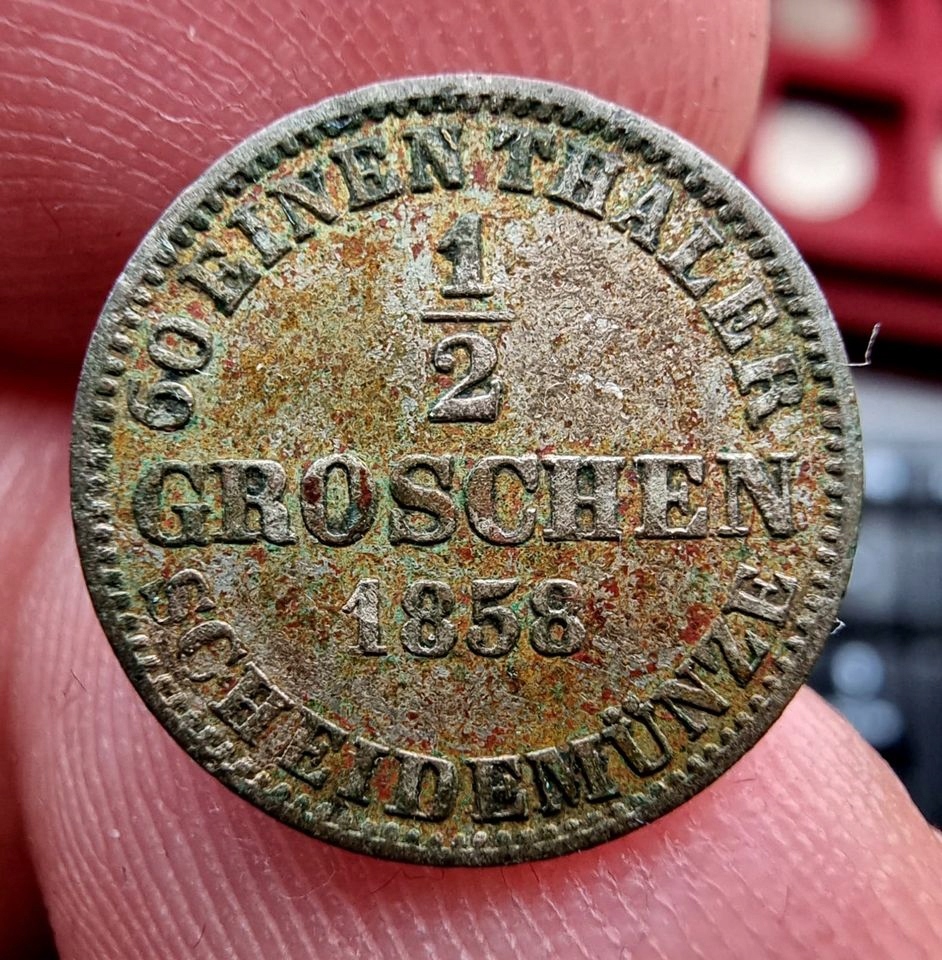 60 EINEN THALER
1
2
GROSCHEN
1858
SCHEIDEMÜNZE